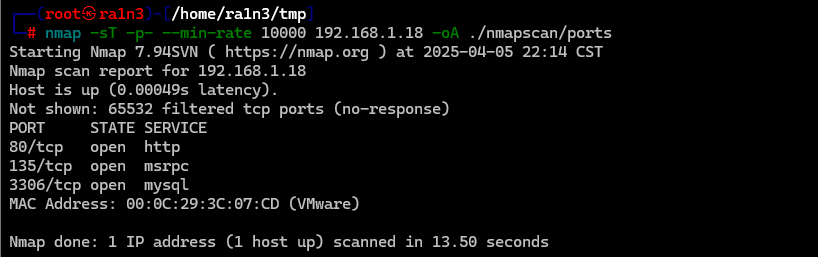 ┌──(root㉿ra1n3)-[/home/ra1n3/tmp]
└─# nmap -sT -p- --min-rate 10000 192.168.1.18 -oA ./nmapscan/ports
Starting Nmap 7.94SVN ( https://nmap.org ) at 2025-04-05 22:14 CST
Nmap scan report for 192.168.1.18
Host is up (0.00049s latency).
Not shown: 65532 filtered tcp ports (no-response)
PORT     STATE SERVICE
80/tcp   open  http
135/tcp  open  msrpc
3306/tcp open  mysql
MAC Address: 00:0C:29:3C:07:CD (VMware)
Nmap done: 1 IP address (1 host up) scanned in 13.50 seconds